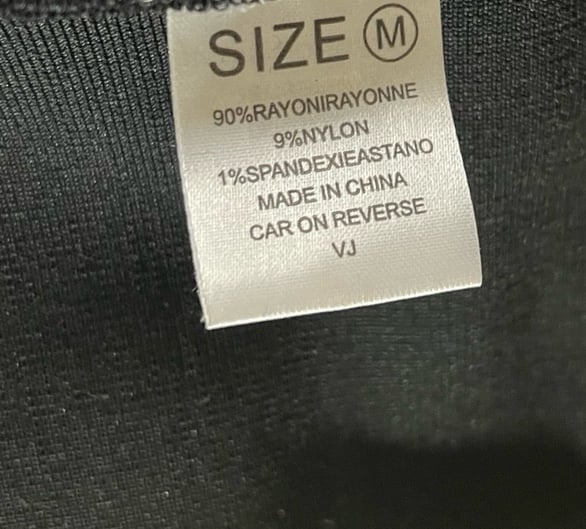 SIZE M
90%RAYONIRAYONNE
9%NYLON
1%SPANDEXIEASTANO
MADE IN CHINA
CAR ON REVERSE
VJ